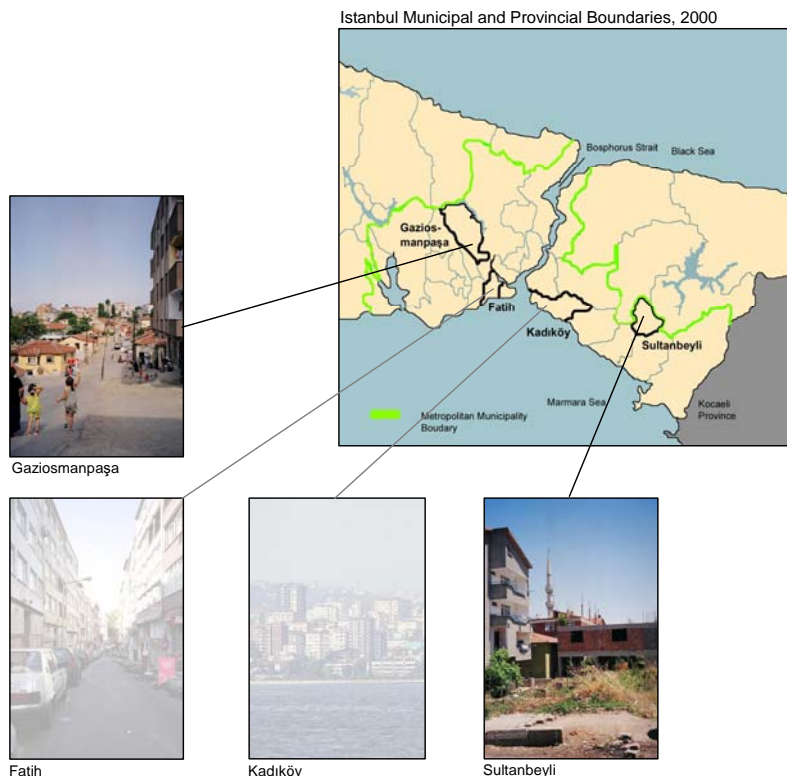 Istanbul Municipal and Provincial Boundaries, 2000
Bosphorus Strait
Black Sea
Gazios-
manpaşa
Fatih
Kadıköy
Sultanbeyli
Marmara Sea
Kocaeli
Province
Metropolitan Municipality
Boudary
Gaziosmanpaşa
Fatih
Kadıköy
Sultanbeyli